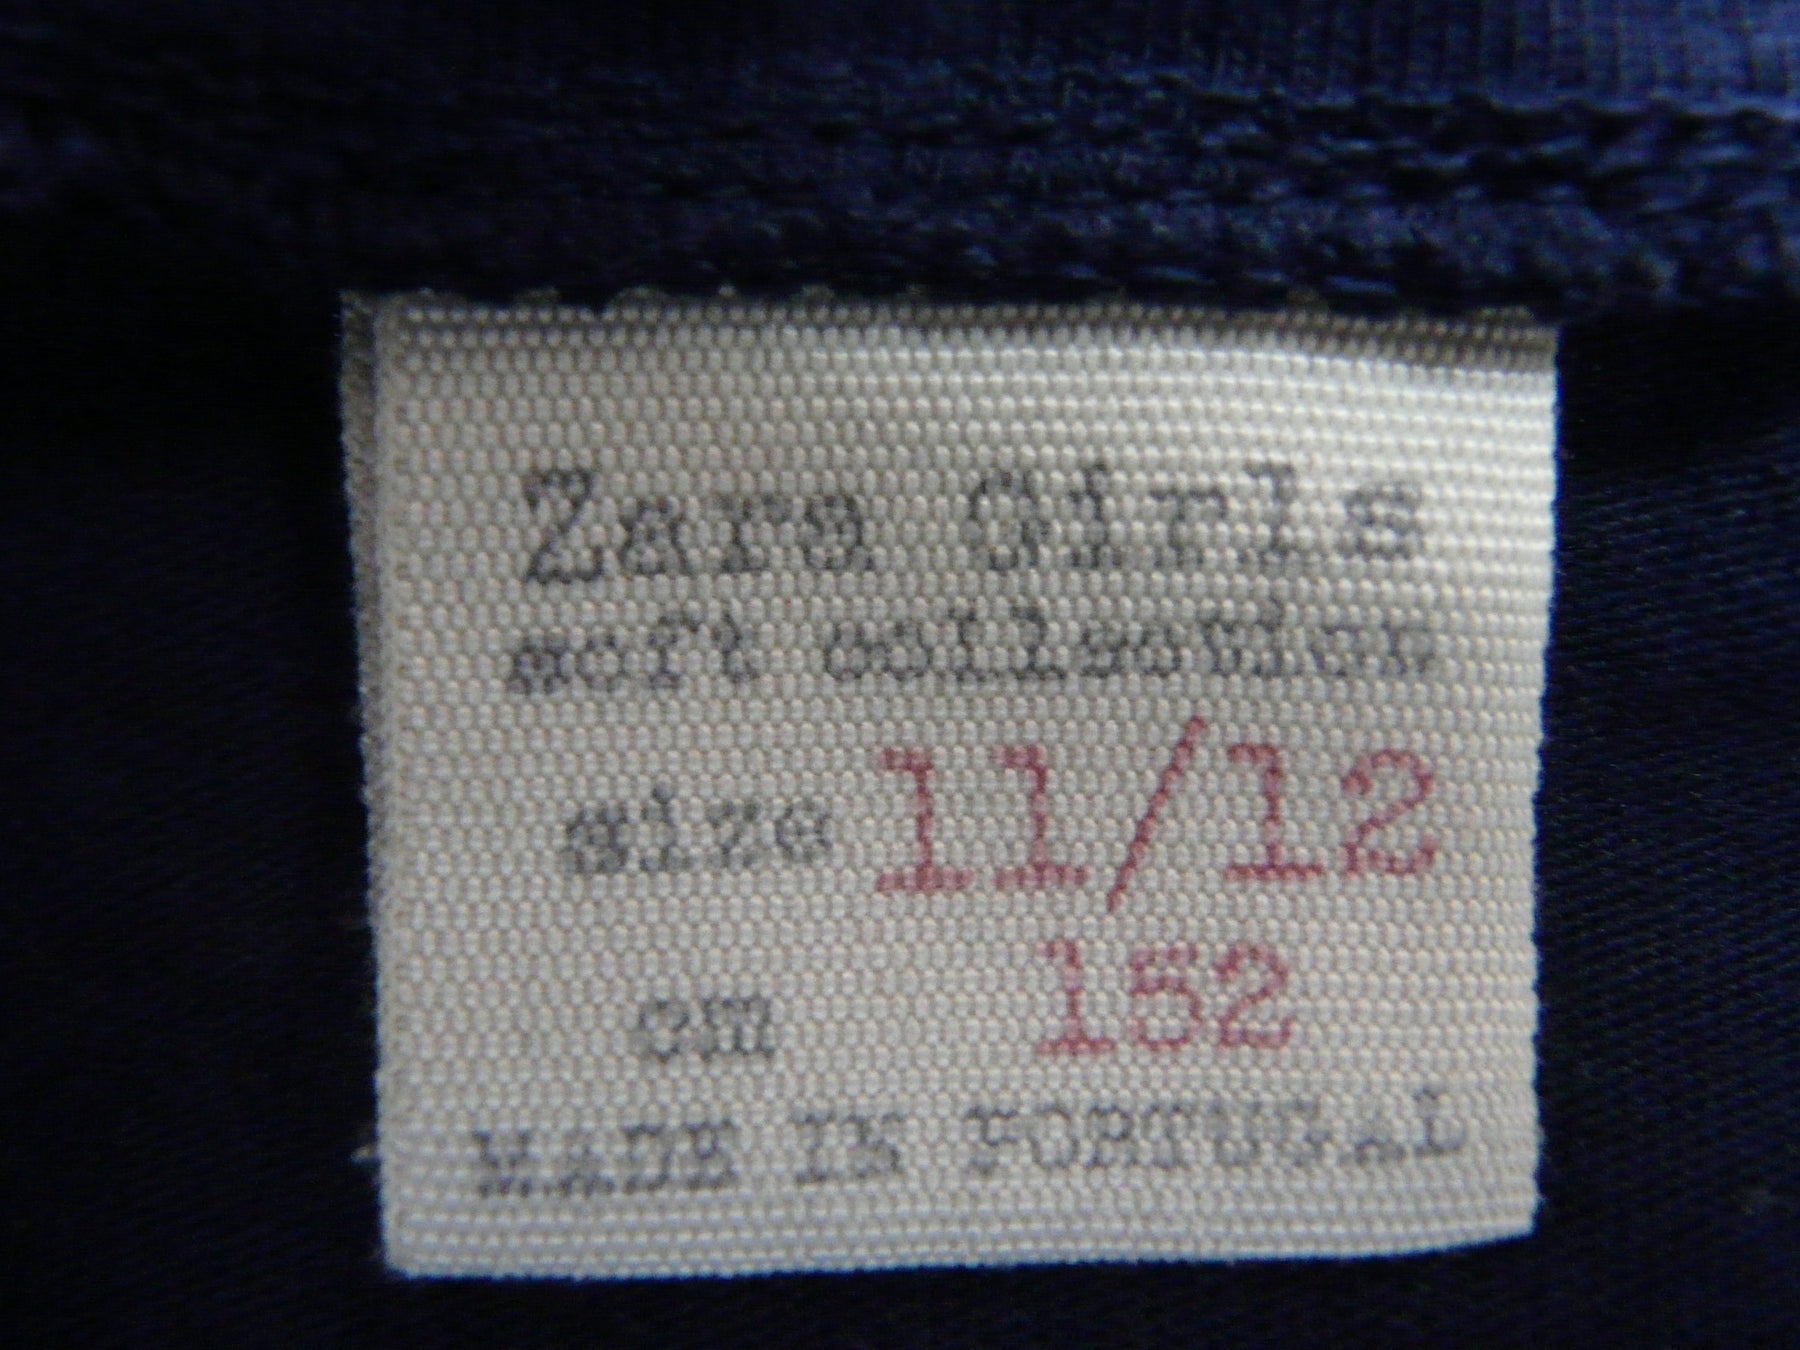 Zara Girls
soft collection
size 11/12
cm 152
MADE IN PORTUGAL